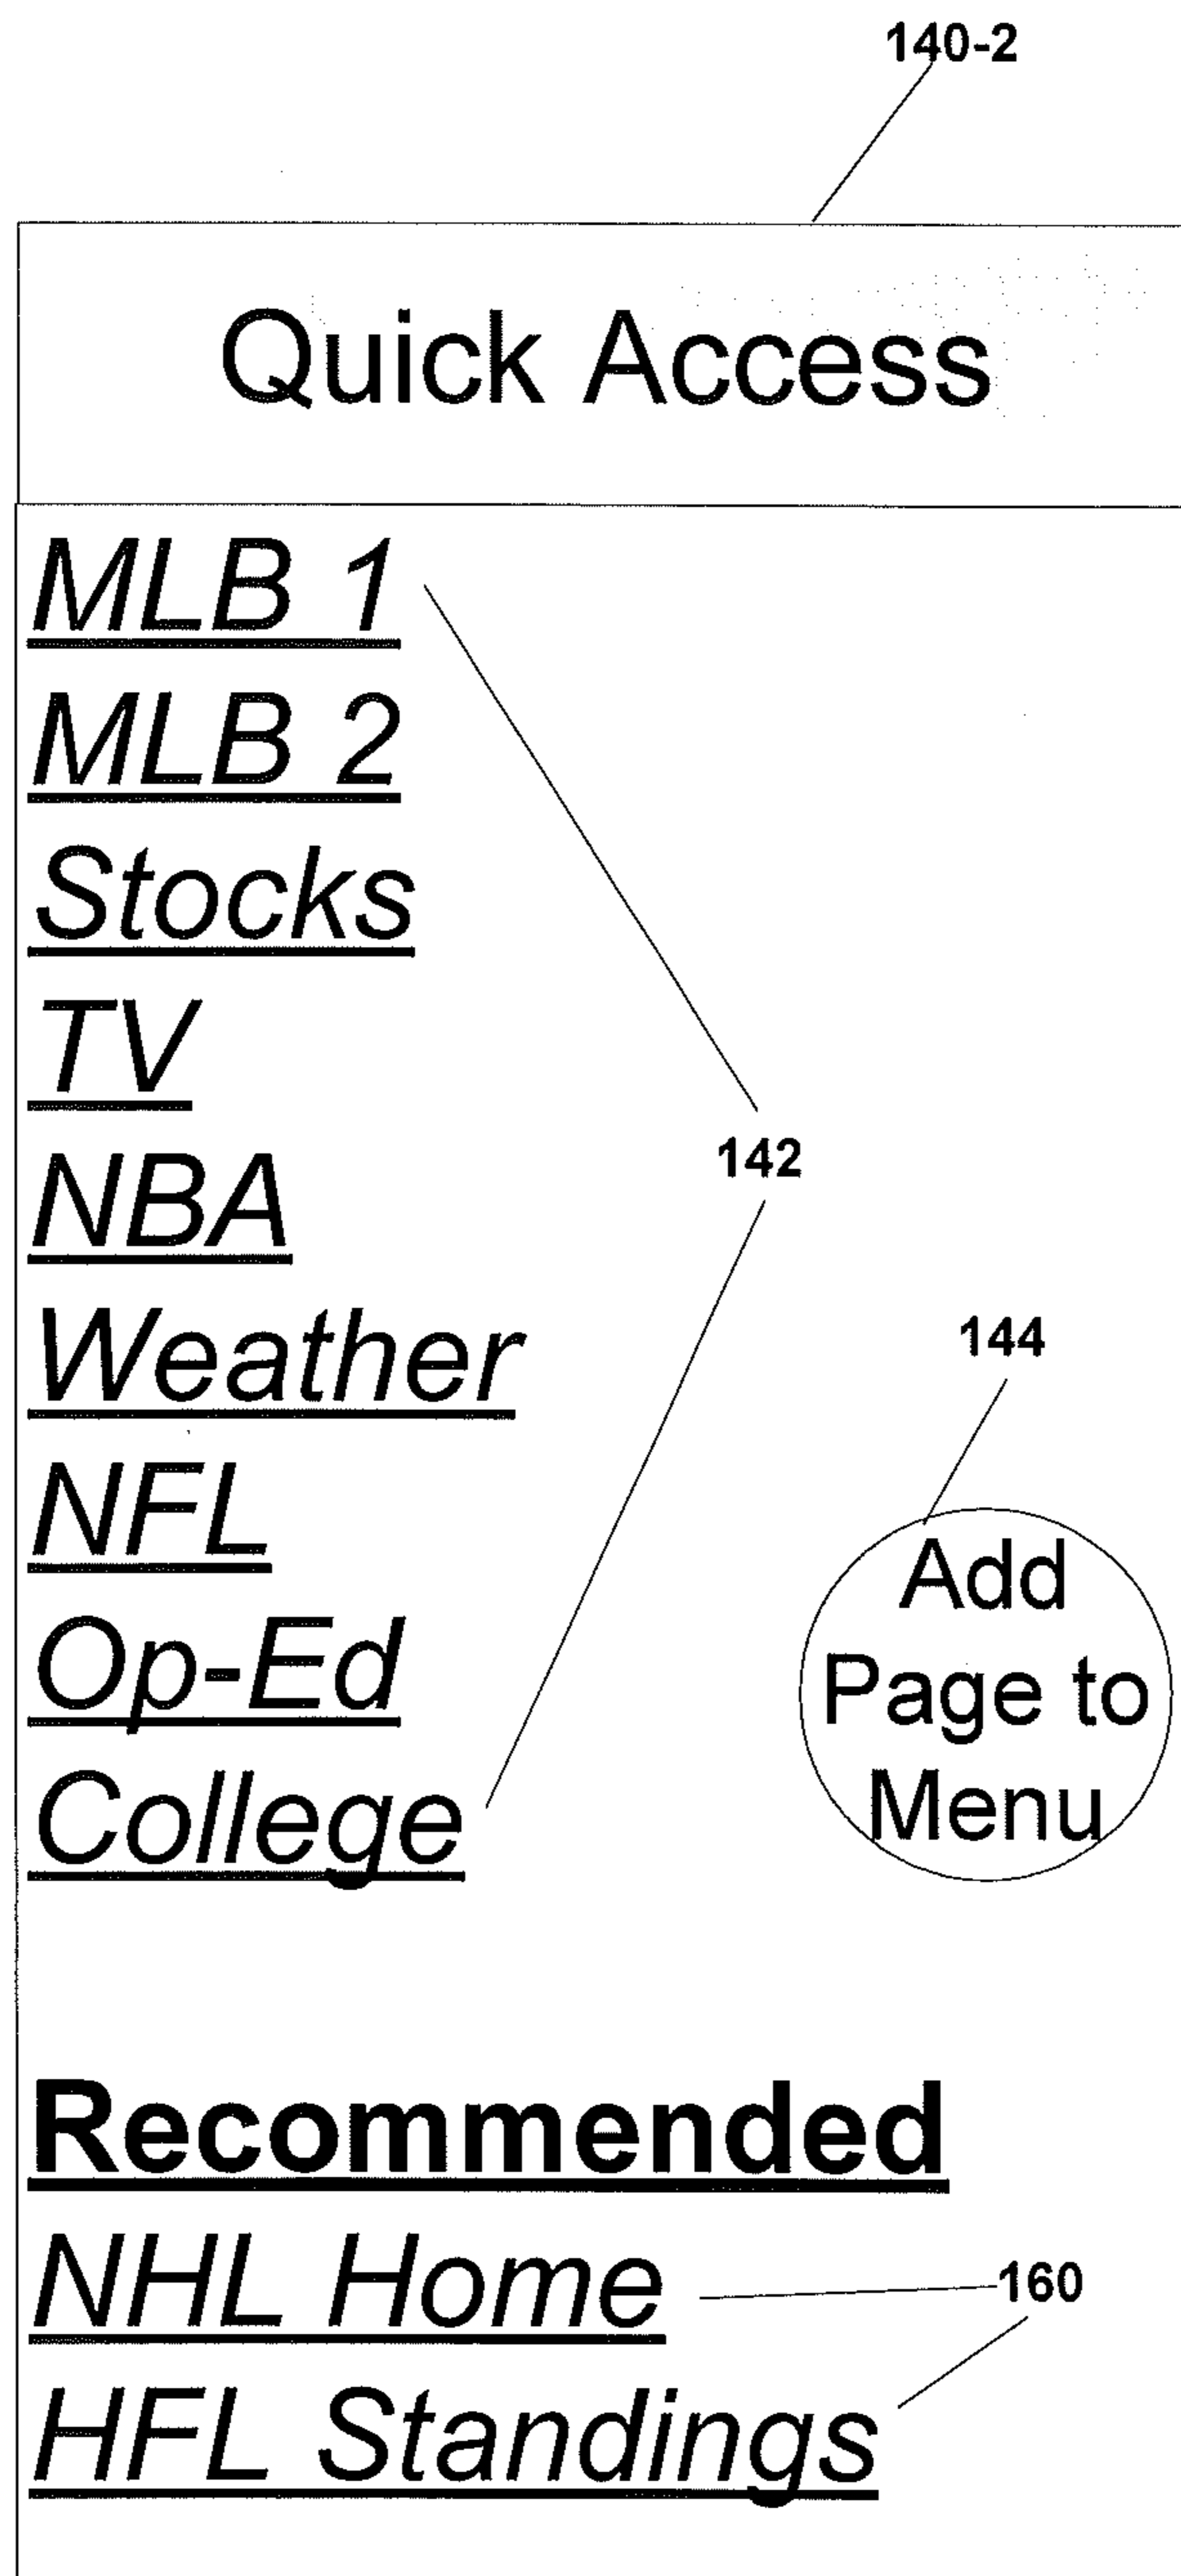 140-2
Quick Access
MLB 1
MLB 2
Stocks
TV
NBA
142
Weather
144
NFL
Add
Page to
Menu
Op-Ed
College
Recommended
NHL Home
160
HFL Standings